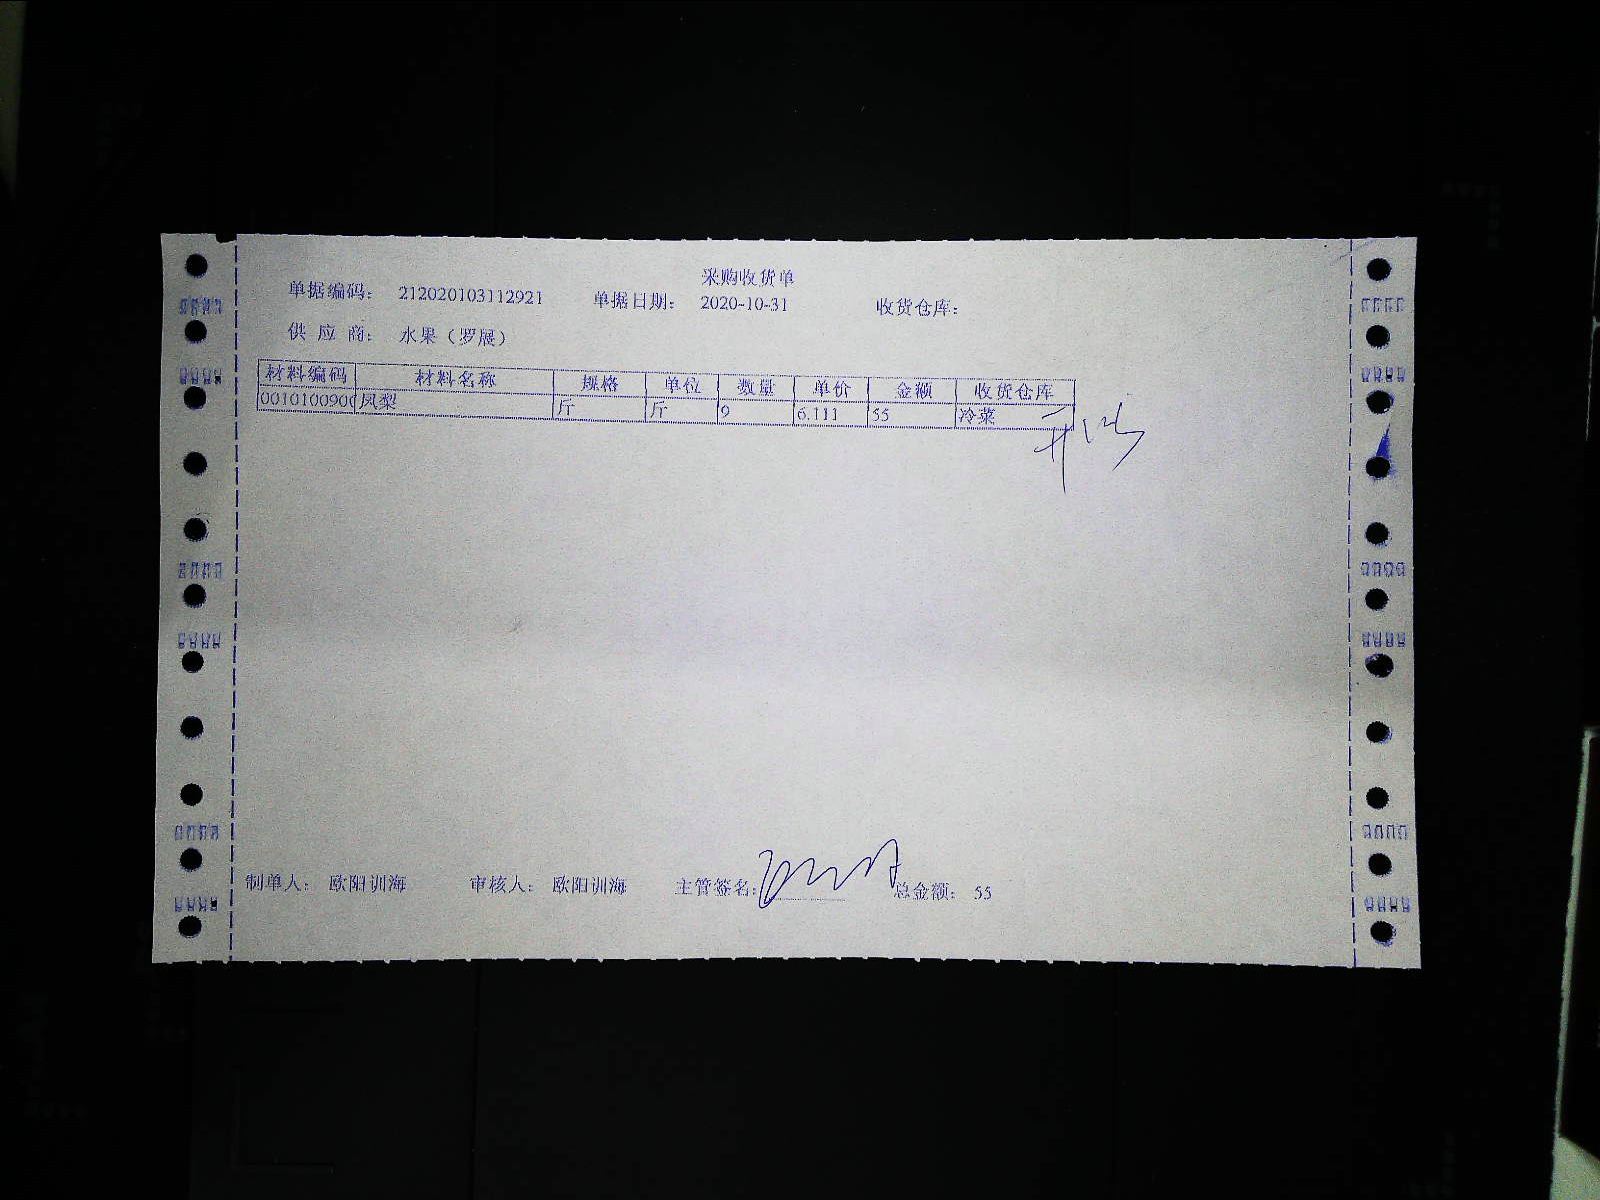 采购收货单
单据编码： 212020103112921 单据日期： 2020-10-31 收货仓库：
供 应 商： 水果（罗展）
材料编码 材料名称 规格 单位 数量 单价 金额 收货仓库
0010100900 凤梨 斤 斤 9 6.111 55 冷菜
制单人： 欧阳训海 审核人： 欧阳训海 主管签名： 总金额： 55